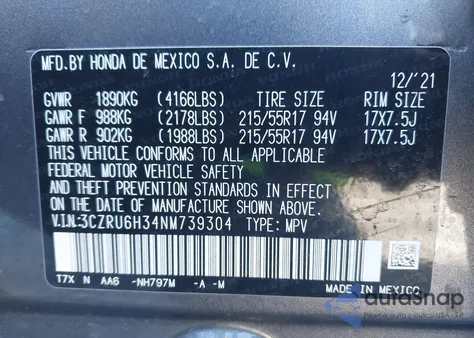 MFD.BY HONDA DE MEXICO S.A. DE C.V.
12/'21
GVWR 1890KG (4166LBS) TIRE SIZE RIM SIZE
GAWR F 988KG (2178LBS) 215/55R17 94V 17X7.5J
GAWR R 902KG (1988LBS) 215/55R17 94V 17X7.5J
THIS VEHICLE CONFORMS TO ALL APPLICABLE
FEDERAL MOTOR VEHICLE SAFETY
AND THEFT PREVENTION STANDARDS IN EFFECT
ON THE DATE OF MANUFACTURE SHOWN ABOVE.
V.I.N:3CZRU6H34NM739304 TYPE: MPV
T7X N AA6 -NH797M -A -M
MADE IN MEXICO
autosnap